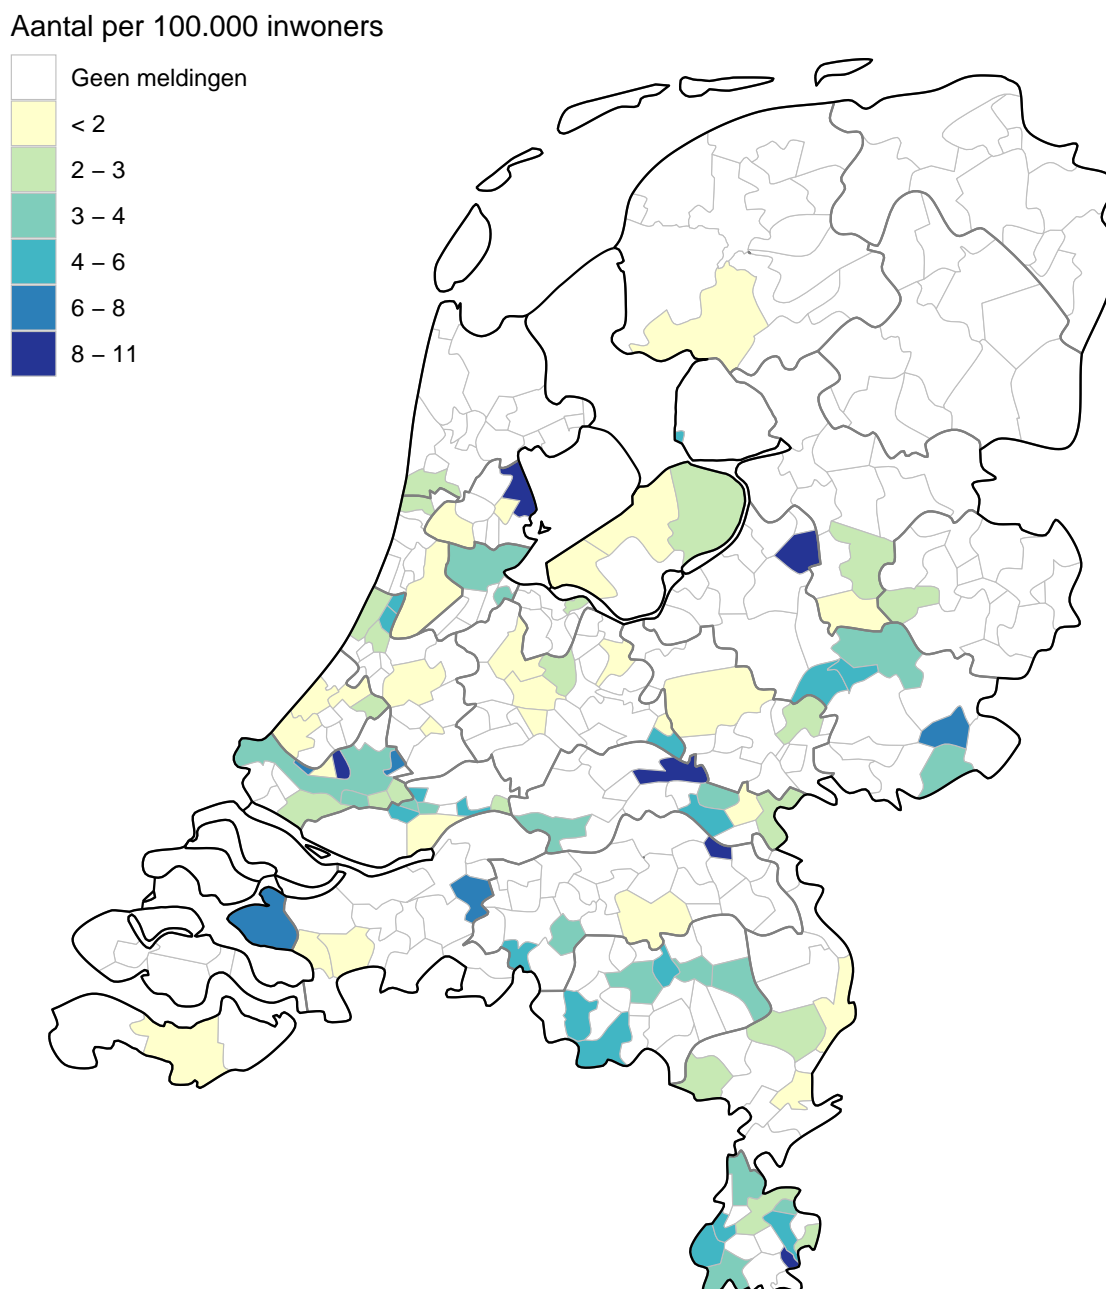 Aantal per 100.000 inwoners
Geen meldingen
< 2
2 – 3
3 – 4
4 – 6
6 – 8
8 – 11